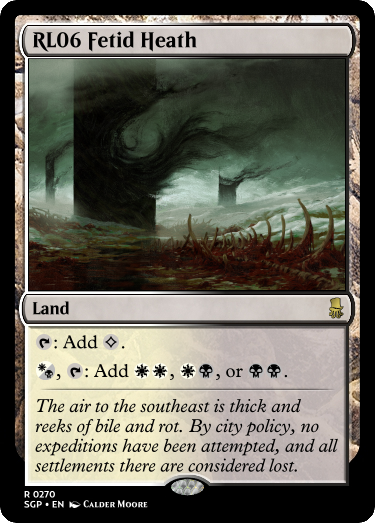 RL06 Fetid Heath
Land
: Add .
, : Add , , or .
The air to the southeast is thick and
reeks of bile and rot. By city policy, no
expeditions have been attempted, and all
settlements there are considered lost.
R 0270
SGP • EN CALDER MOORE